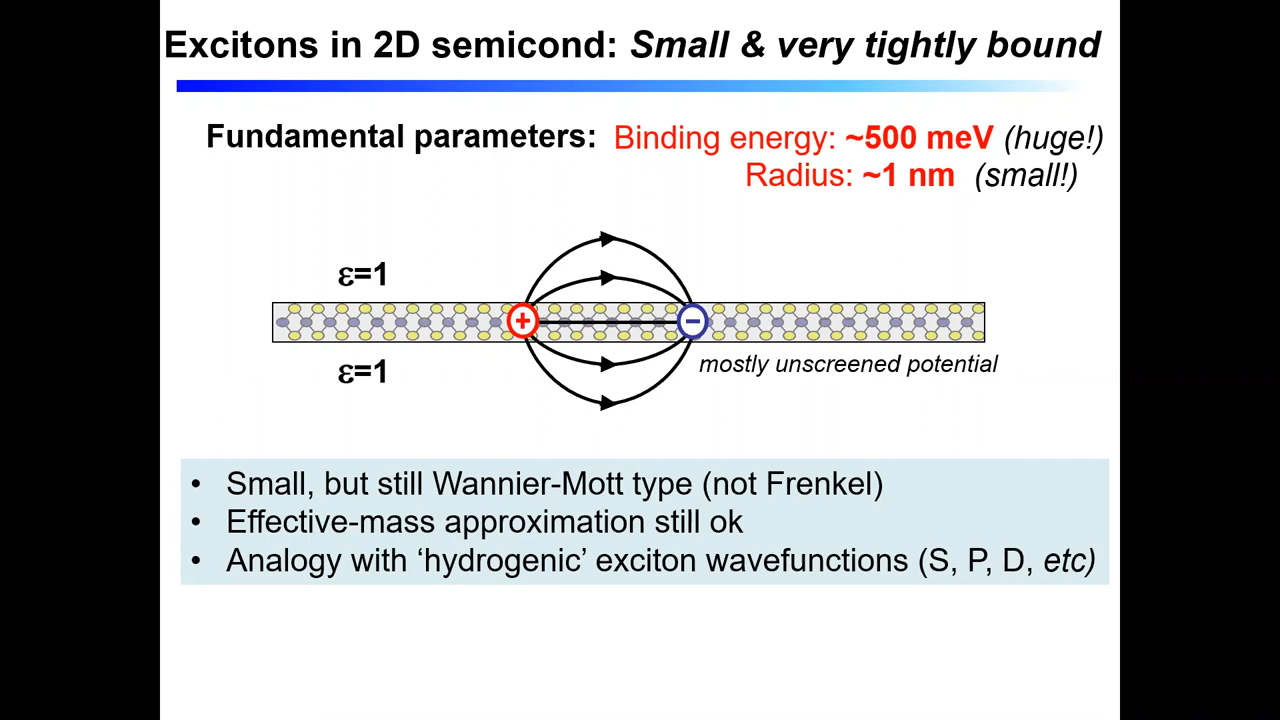 Excitons in 2D semicond: Small & very tightly bound
Fundamental parameters: Binding energy: ~500 meV (huge!)
Radius: ~1 nm (small!)
ε=1
+ −
ε=1
mostly unscreened potential
• Small, but still Wannier-Mott type (not Frenkel)
• Effective-mass approximation still ok
• Analogy with ‘hydrogenic’ exciton wavefunctions (S, P, D, etc)